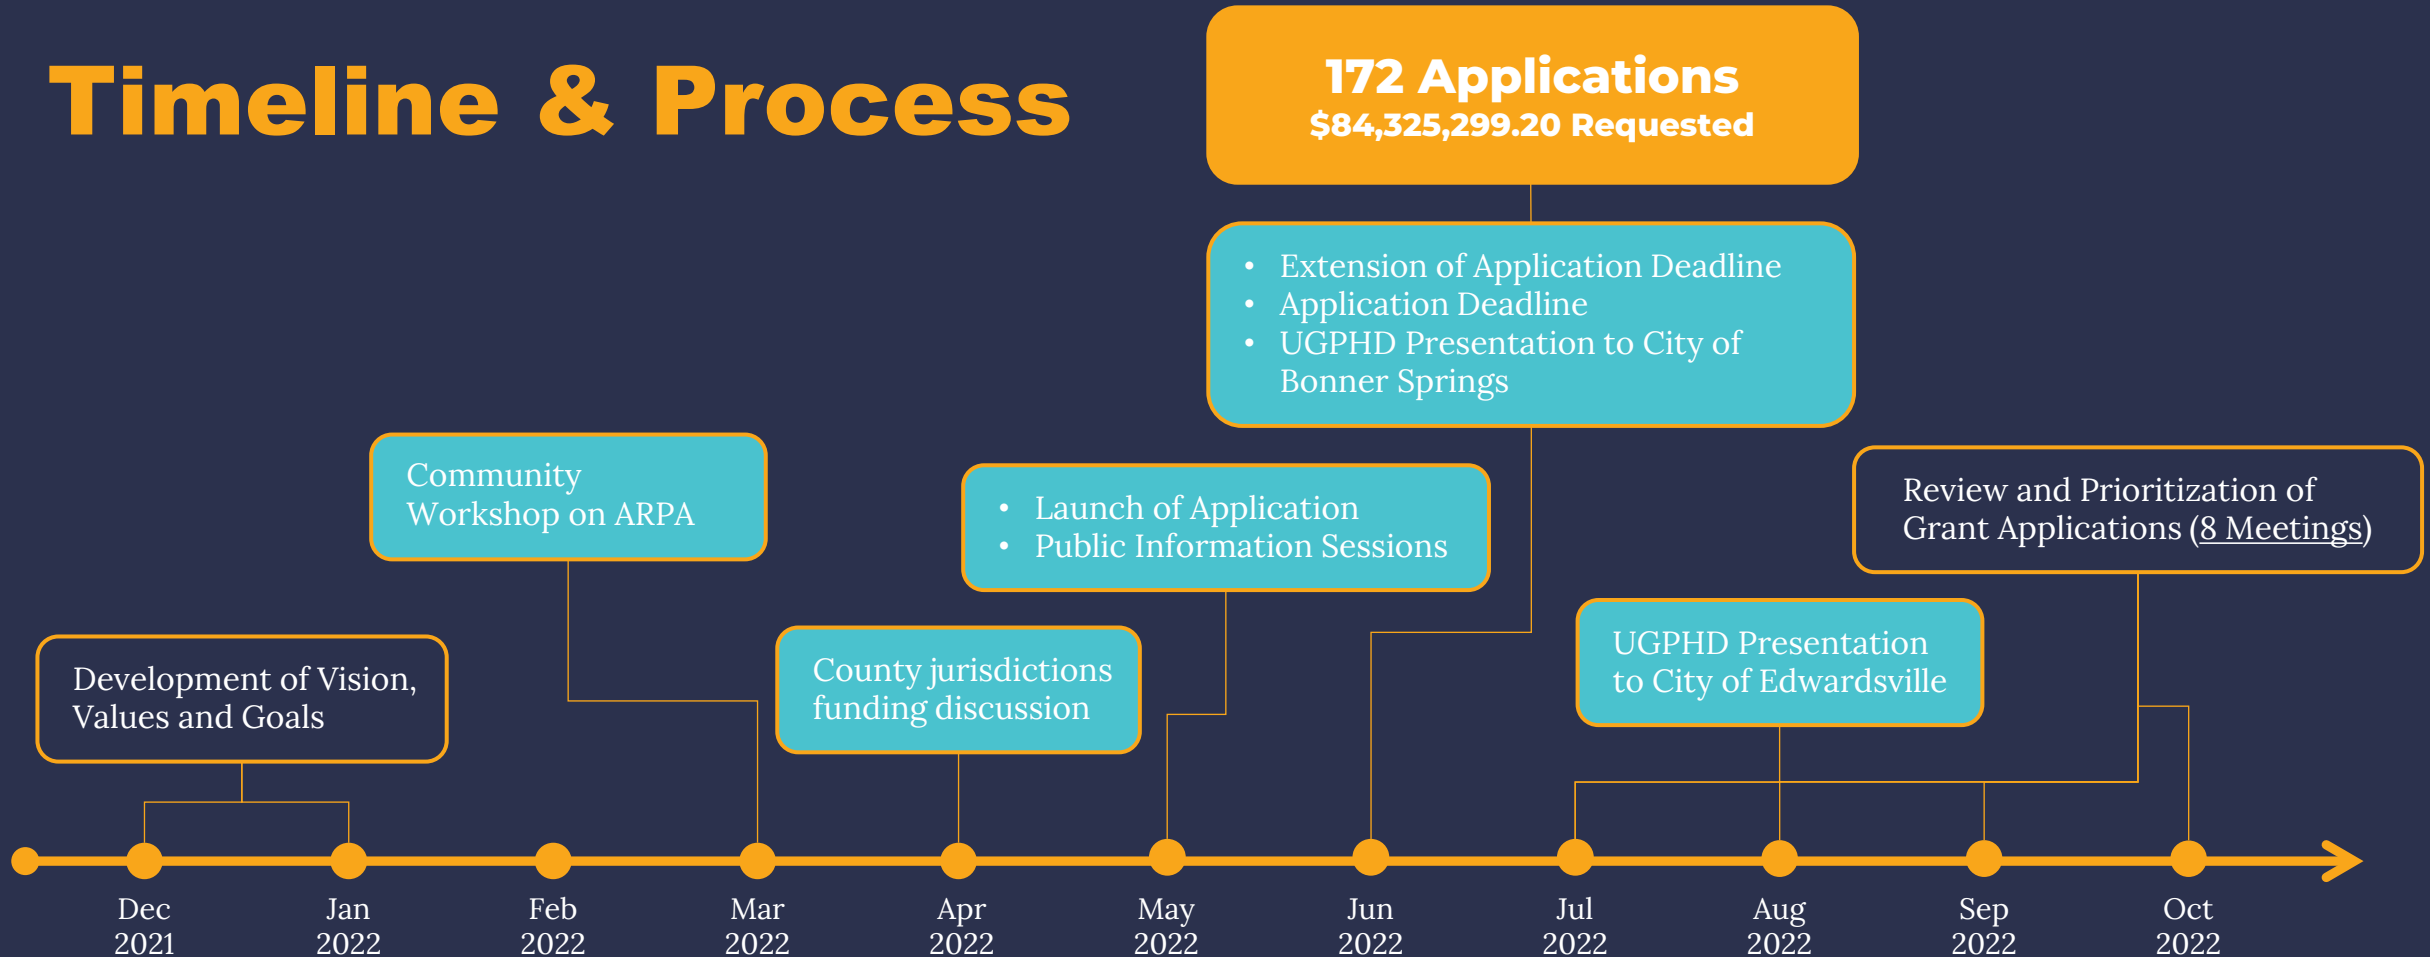 Timeline & Process
172 Applications
$84,325,299.20 Requested
• Extension of Application Deadline
• Application Deadline
• UGPHD Presentation to City of
Bonner Springs
Community
Workshop on ARPA
• Launch of Application
• Public Information Sessions
Review and Prioritization of
Grant Applications (8 Meetings)
Development of Vision,
Values and Goals
County jurisdictions
funding discussion
UGPHD Presentation
to City of Edwardsville
Dec
2021
Jan
2022
Feb
2022
Mar
2022
Apr
2022
May
2022
Jun
2022
Jul
2022
Aug
2022
Sep
2022
Oct
2022